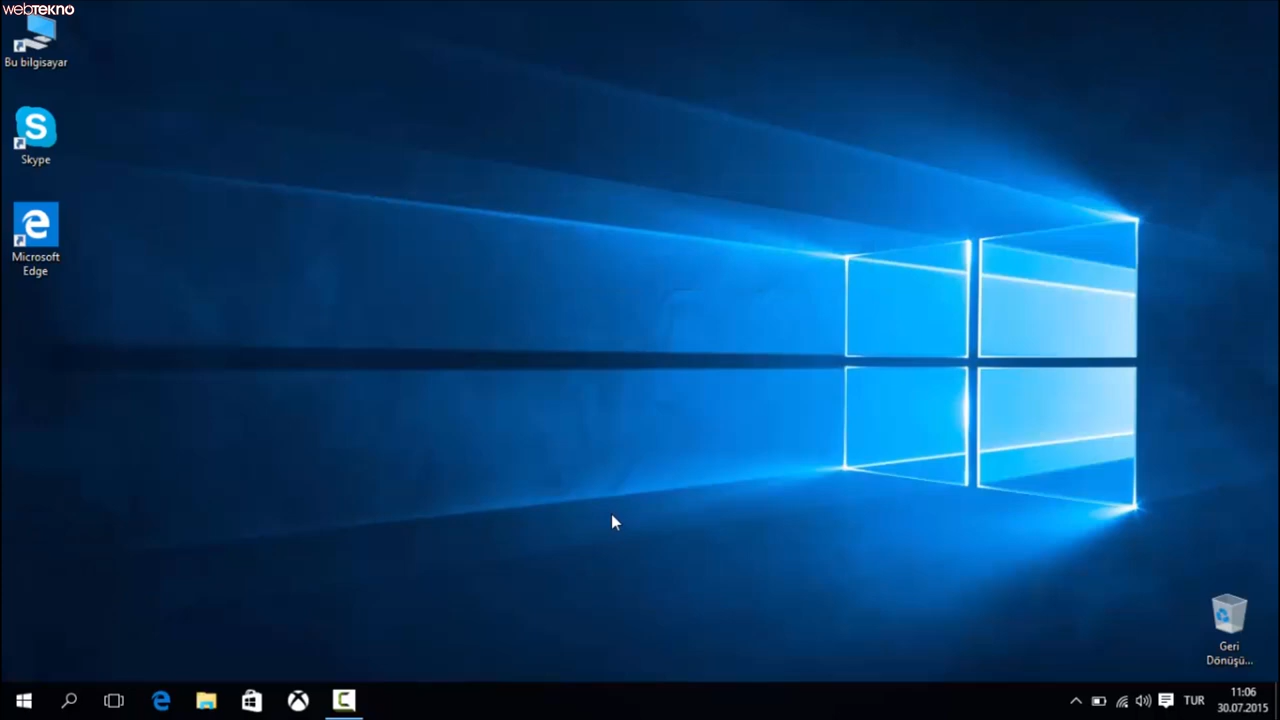 webtekno
Bu bilgisayar
Skype
Microsoft
Edge
Geri
Dönüşü...
TUR
11:06
30.07.2015